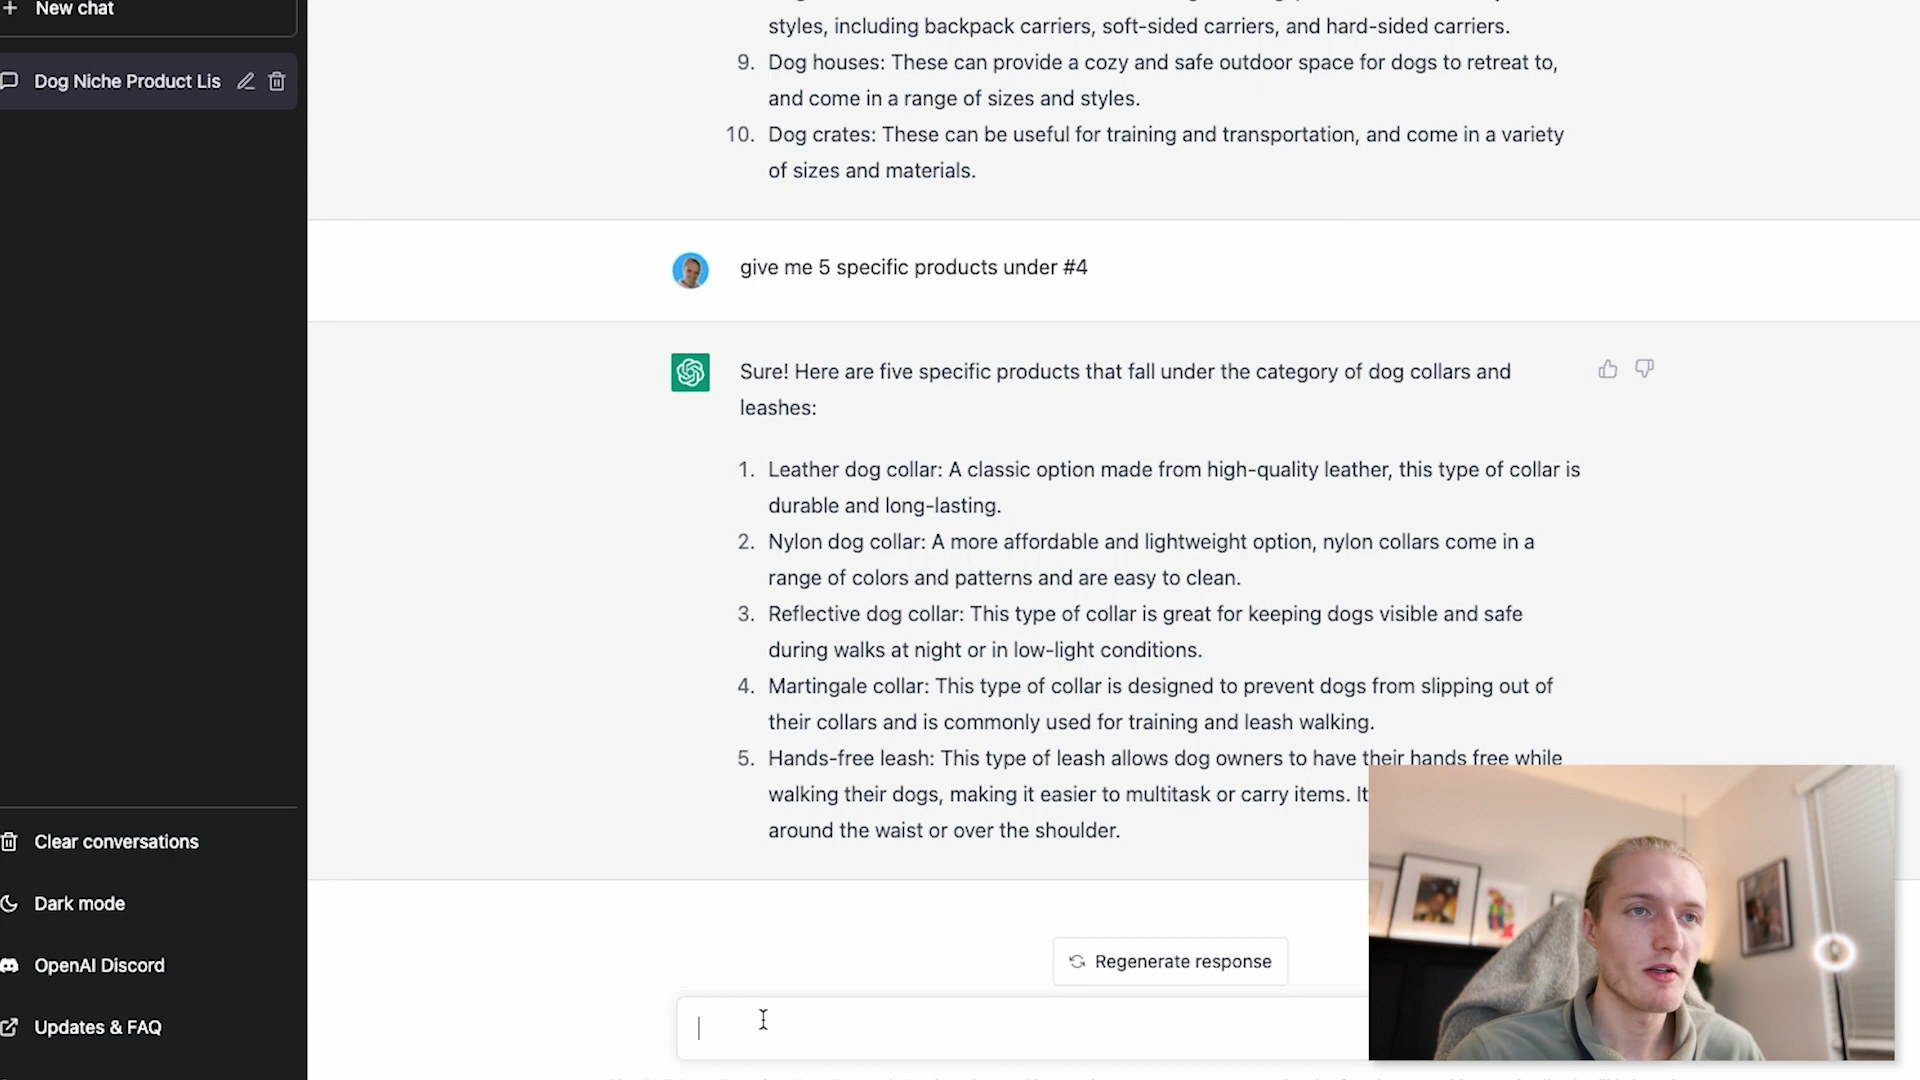 New chat
Dog Niche Product Lis
styles, including backpack carriers, soft-sided carriers, and hard-sided carriers.
9. Dog houses: These can provide a cozy and safe outdoor space for dogs to retreat to,
and come in a range of sizes and styles.
10. Dog crates: These can be useful for training and transportation, and come in a variety
of sizes and materials.
give me 5 specific products under #4
Sure! Here are five specific products that fall under the category of dog collars and
leashes:
1. Leather dog collar: A classic option made from high-quality leather, this type of collar is
durable and long-lasting.
2. Nylon dog collar: A more affordable and lightweight option, nylon collars come in a
range of colors and patterns and are easy to clean.
3. Reflective dog collar: This type of collar is great for keeping dogs visible and safe
during walks at night or in low-light conditions.
4. Martingale collar: This type of collar is designed to prevent dogs from slipping out of
their collars and is commonly used for training and leash walking.
5. Hands-free leash: This type of leash allows dog owners to have their hands free while
walking their dogs, making it easier to multitask or carry items. It
around the waist or over the shoulder.
Clear conversations
Dark mode
OpenAI Discord
Updates & FAQ
Regenerate response